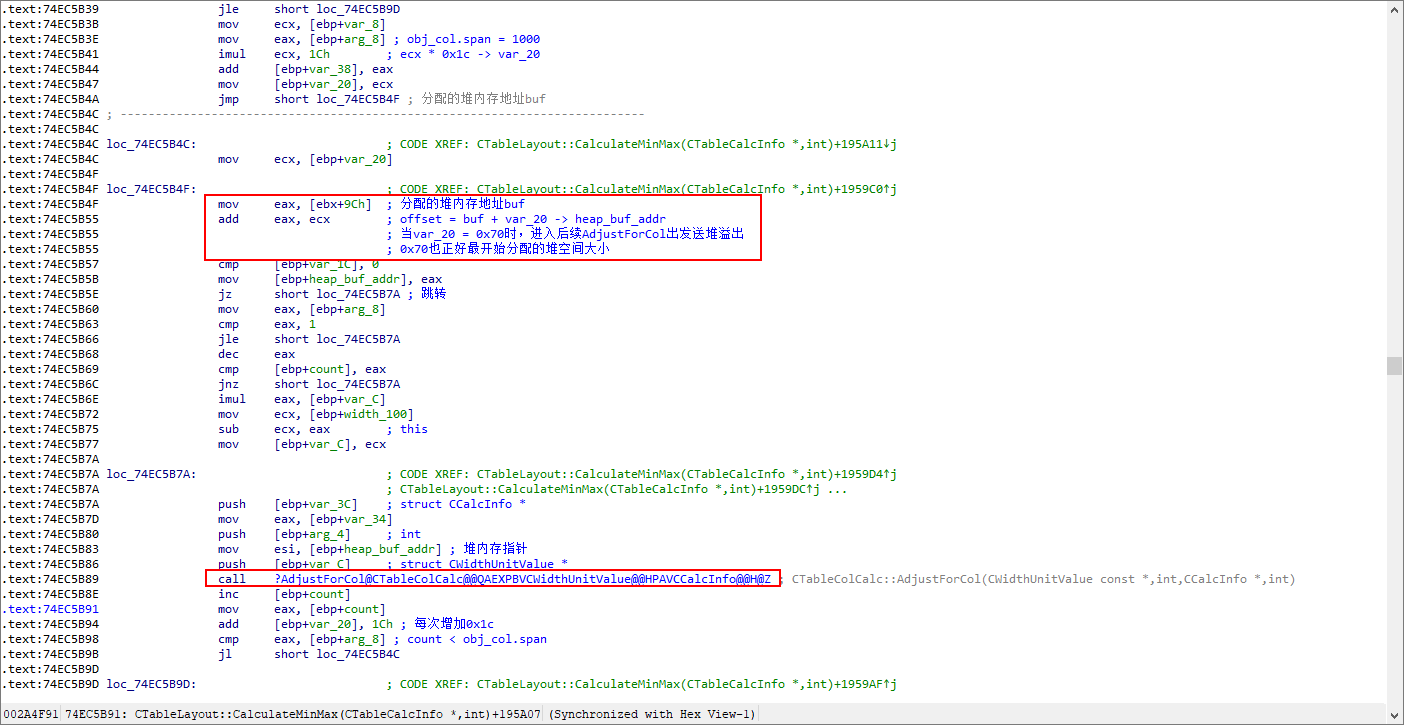 .text:74EC5B39 jle short loc_74EC5B9D
.text:74EC5B3B mov ecx, [ebp+var_8]
.text:74EC5B3E mov eax, [ebp+arg_8] ; obj_col.span = 1000
.text:74EC5B41 imul ecx, 1Ch ; ecx * 0x1c -> var_20
.text:74EC5B44 add [ebp+var_38], eax
.text:74EC5B47 mov [ebp+var_20], ecx
.text:74EC5B4A jmp short loc_74EC5B4F ; 分配的堆内存地址buf
.text:74EC5B4C ; ---------------------------------------------------------------------------
.text:74EC5B4C
.text:74EC5B4C loc_74EC5B4C: ; CODE XREF: CTableLayout::CalculateMinMax(CTableCalcInfo *,int)+195A11↓j
.text:74EC5B4C mov ecx, [ebp+var_20]
.text:74EC5B4F
.text:74EC5B4F loc_74EC5B4F: ; CODE XREF: CTableLayout::CalculateMinMax(CTableCalcInfo *,int)+1959C0↑j
.text:74EC5B4F mov eax, [ebx+9Ch] ; 分配的堆内存地址buf
.text:74EC5B55 add eax, ecx ; offset = buf + var_20 -> heap_buf_addr
.text:74EC5B55 ; 当var_20 = 0x70时，进入后续AdjustForCol出发送堆溢出
.text:74EC5B55 ; 0x70也正好最开始分配的堆空间大小
.text:74EC5B57 cmp [ebp+var_1C], 0
.text:74EC5B5B mov [ebp+heap_buf_addr], eax
.text:74EC5B5E jz short loc_74EC5B7A ; 跳转
.text:74EC5B60 mov eax, [ebp+arg_8]
.text:74EC5B63 cmp eax, 1
.text:74EC5B66 jle short loc_74EC5B7A
.text:74EC5B68 dec eax
.text:74EC5B69 cmp [ebp+count], eax
.text:74EC5B6C jnz short loc_74EC5B7A
.text:74EC5B6E imul eax, [ebp+var_C]
.text:74EC5B72 mov ecx, [ebp+width_100]
.text:74EC5B75 sub ecx, eax ; this
.text:74EC5B77 mov [ebp+var_C], ecx
.text:74EC5B7A
.text:74EC5B7A loc_74EC5B7A: ; CODE XREF: CTableLayout::CalculateMinMax(CTableCalcInfo *,int)+1959D4↑j
.text:74EC5B7A ; CTableLayout::CalculateMinMax(CTableCalcInfo *,int)+1959DC↑j ...
.text:74EC5B7A push [ebp+var_3C] ; struct CCalcInfo *
.text:74EC5B7D mov eax, [ebp+var_34]
.text:74EC5B80 push [ebp+arg_4] ; int
.text:74EC5B83 mov esi, [ebp+heap_buf_addr] ; 堆内存指针
.text:74EC5B86 push [ebp+var_C] ; struct CWidthUnitValue *
.text:74EC5B89 call ?AdjustForCol@CTableColCalc@@QAEXPBVCWidthUnitValue@@HPAVCCalcInfo@@H@Z ; CTableColCalc::AdjustForCol(CWidthUnitValue const *,int,CCalcInfo *,int)
.text:74EC5B8E inc [ebp+count]
.text:74EC5B91 mov eax, [ebp+count]
.text:74EC5B94 add [ebp+var_20], 1Ch ; 每次增加0x1c
.text:74EC5B98 cmp eax, [ebp+arg_8] ; count < obj_col.span
.text:74EC5B9B jl short loc_74EC5B4C
.text:74EC5B9D
.text:74EC5B9D loc_74EC5B9D: ; CODE XREF: CTableLayout::CalculateMinMax(CTableCalcInfo *,int)+1959AF↑j
002A4F91 74EC5B91: CTableLayout::CalculateMinMax(CTableCalcInfo *,int)+195A07 (Synchronized with Hex View-1)